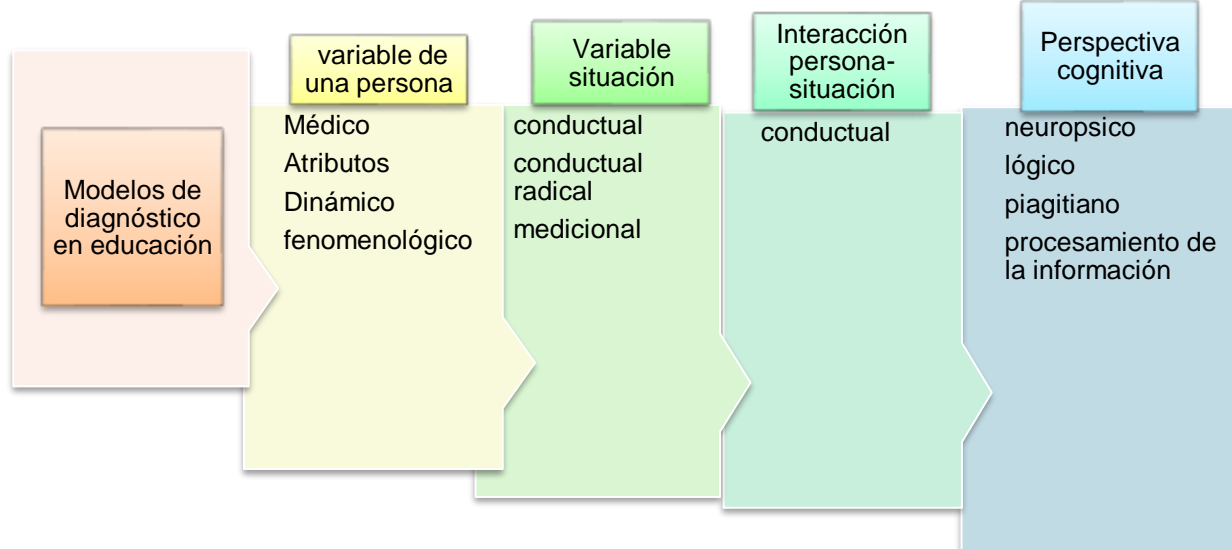 Modelos de
diagnóstico
en educación
variable de
una persona
Médico
Atributos
Dinámico
fenomenológico
Variable
situación
conductual
conductual
radical
medicional
Interacción
persona-
situación
conductual
Perspectiva
cognitiva
neuropsico
lógico
piagitiano
procesamiento de
la información